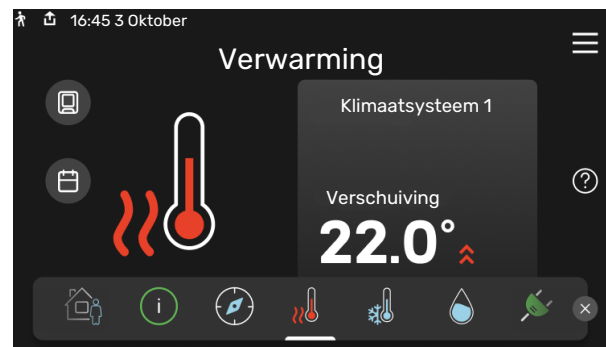 16:45 3 Oktober
Verwarming
Klimaatsysteem 1
Verschuiving
22.0°
i
?